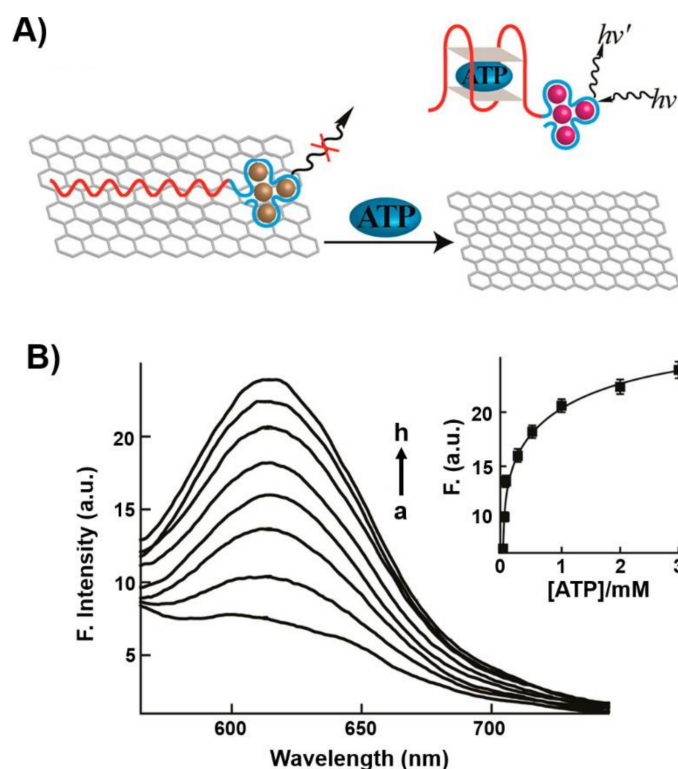 A)
ATP
hν'
hν
ATP
B)
F. Intensity (a.u.)
20
15
10
5
600
650
700
Wavelength (nm)
h
a
F. (a.u.)
20
15
10
0
1
2
3
[ATP]/mM